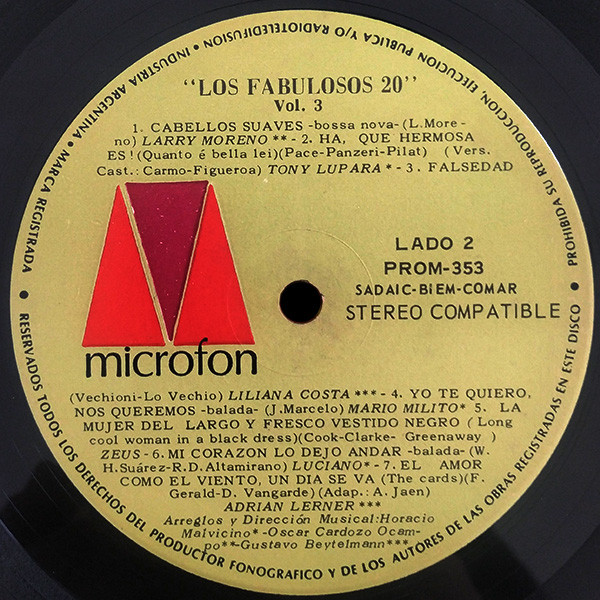 RESERVADOS TODOS LOS DERECHOS DEL PRODUCTOR FONOGRAFICO Y DE LOS AUTORES DE LAS OBRAS REGISTRADAS EN ESTE DISCO • PROHIBIDA SU REPRODUCCION, EJECUCION PUBLICA Y/O RADIOTELEDIFUSION • INDUSTRIA ARGENTINA • MARCA REGISTRADA •
"LOS FABULOSOS 20"
Vol. 3
1. CABELLOS SUAVES -bossa nova-(L.More-
no) LARRY MORENO ** - 2. HA, QUE HERMOSA
ES!(Quanto é bella lei)(Pace-Panzeri-Pilat) (Vers.
Cast.: Carmo-Figueroa) TONY LUPARA * - 3. FALSEDAD
LADO 2
PROM-353
SADAIC-BIEM-COMAR
STEREO COMPATIBLE
microfon
(Vechioni-Lo Vechio) LILIANA COSTA *** - 4. YO TE QUIERO,
NOS QUEREMOS -balada- (J.Marcelo) MARIO MILITO* 5. LA
MUJER DEL LARGO Y FRESCO VESTIDO NEGRO ( Long
cool woman in a black dress)(Cook-Clarke- Greenaway )
ZEUS - 6. MI CORAZON LO DEJO ANDAR -balada- (W.
H.Suárez-R.D.Altamirano) LUCIANO* - 7. EL AMOR
COMO EL VIENTO, UN DIA SE VA (The cards)(F.
Gerald-D. Vangarde)(Adap.: A. Jaen)
ADRIAN LERNER ***
Arreglos y Dirección Musical:Horacio
Malvicino* -Oscar Cardozo Ocam-
po**-Gustavo Beytelmann***